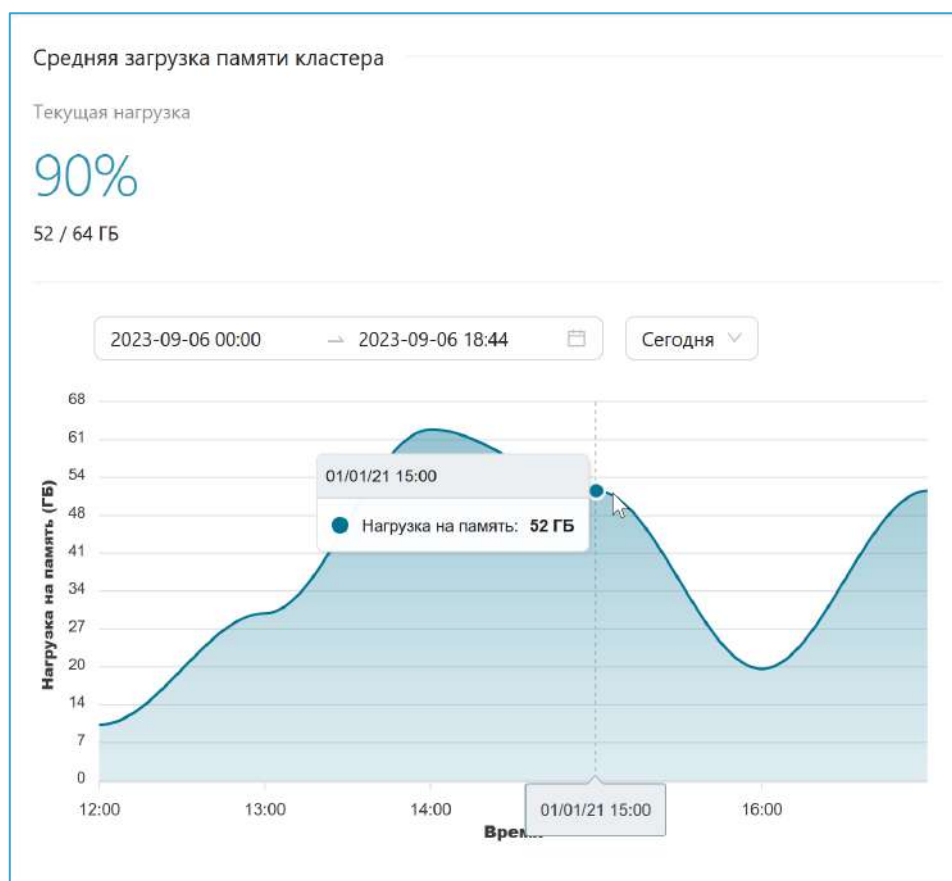 Средняя загрузка памяти кластера
Текущая нагрузка
90%
52 / 64 ГБ
2023-09-06 00:00 → 2023-09-06 18:44
Сегодня
Нагрузка на память (ГБ)
68
61
54
48
41
34
27
20
14
7
0
01/01/21 15:00
Нагрузка на память: 52 ГБ
12:00 13:00 14:00 01/01/21 15:00 16:00